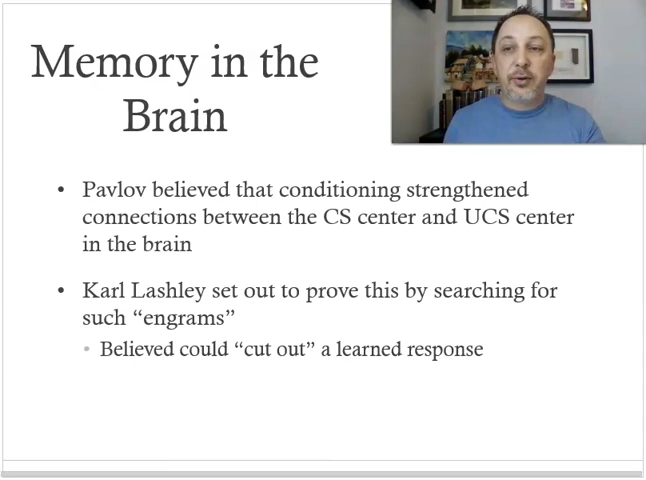 Memory in the
Brain
• Pavlov believed that conditioning strengthened
connections between the CS center and UCS center
in the brain
• Karl Lashley set out to prove this by searching for
such “engrams”
• Believed could “cut out” a learned response